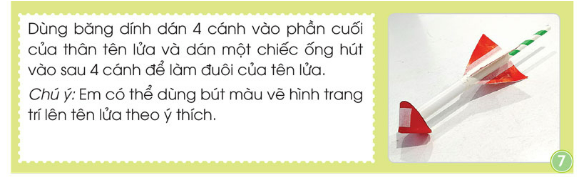 Dùng băng dính dán 4 cánh vào phần cuối
của thân tên lửa và dán một chiếc ống hút
vào sau 4 cánh để làm đuôi của tên lửa.
Chú ý: Em có thể dùng bút màu vẽ hình trang
trí lên tên lửa theo ý thích.
7